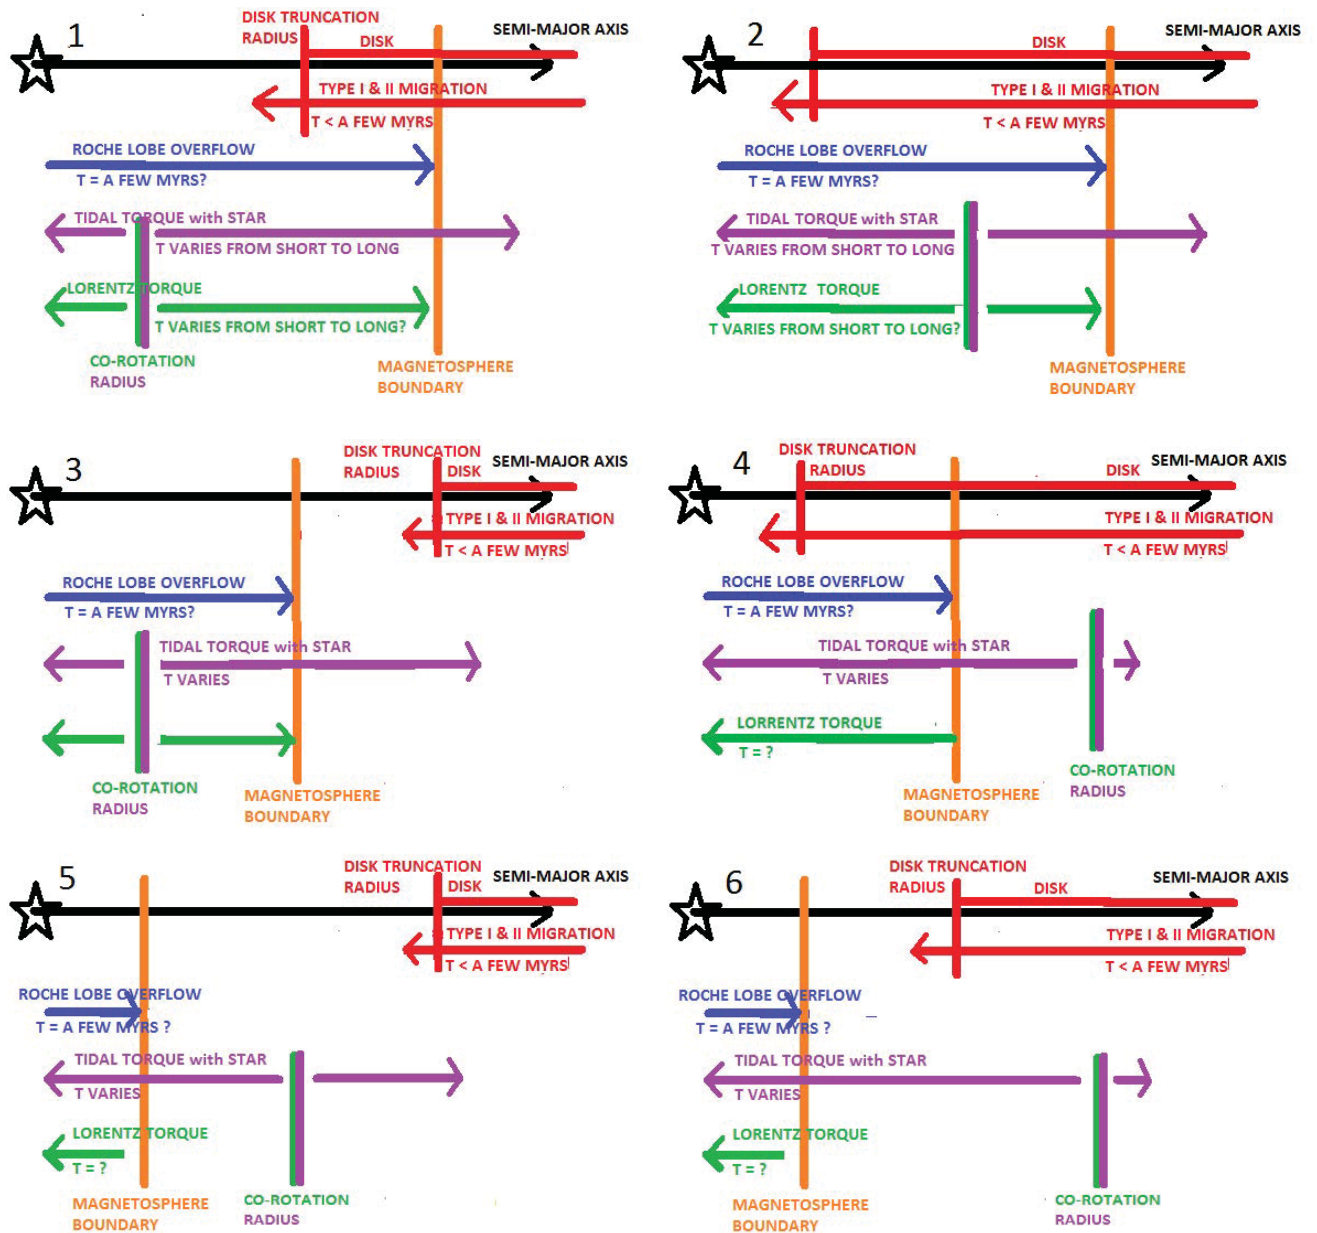 1
DISK TRUNCATION
RADIUS
DISK
SEMI-MAJOR AXIS
TYPE I & II MIGRATION
T < A FEW MYRS
ROCHE LOBE OVERFLOW
T = A FEW MYRS?
TIDAL TORQUE with STAR
T VARIES FROM SHORT TO LONG
LORENTZ TORQUE
T VARIES FROM SHORT TO LONG?
CO-ROTATION
RADIUS
MAGNETOSPHERE
BOUNDARY
2
DISK
SEMI-MAJOR AXIS
TYPE I & II MIGRATION
T < A FEW MYRS
ROCHE LOBE OVERFLOW
T = A FEW MYRS?
TIDAL TORQUE with STAR
T VARIES FROM SHORT TO LONG
LORENTZ TORQUE
T VARIES FROM SHORT TO LONG?
MAGNETOSPHERE
BOUNDARY
3
DISK TRUNCATION
RADIUS
DISK
SEMI-MAJOR AXIS
TYPE I & II MIGRATION
T < A FEW MYRS
ROCHE LOBE OVERFLOW
T = A FEW MYRS?
TIDAL TORQUE with STAR
T VARIES
CO-ROTATION
RADIUS
MAGNETOSPHERE
BOUNDARY
4
DISK TRUNCATION
RADIUS
DISK
SEMI-MAJOR AXIS
TYPE I & II MIGRATION
T < A FEW MYRS
ROCHE LOBE OVERFLOW
T = A FEW MYRS?
TIDAL TORQUE with STAR
T VARIES
LORRENTZ TORQUE
T = ?
CO-ROTATION
RADIUS
MAGNETOSPHERE
BOUNDARY
5
DISK TRUNCATION
RADIUS
DISK
SEMI-MAJOR AXIS
TYPE I & II MIGRATION
T < A FEW MYRS
ROCHE LOBE OVERFLOW
T = A FEW MYRS ?
TIDAL TORQUE with STAR
T VARIES
LORENTZ TORQUE
T = ?
MAGNETOSPHERE
BOUNDARY
CO-ROTATION
RADIUS
6
DISK TRUNCATION
RADIUS
DISK
SEMI-MAJOR AXIS
TYPE I & II MIGRATION
T < A FEW MYRS
ROCHE LOBE OVERFLOW
T = A FEW MYRS ?
TIDAL TORQUE with STAR
T VARIES
LORENTZ TORQUE
T = ?
MAGNETOSPHERE
BOUNDARY
CO-ROTATION
RADIUS